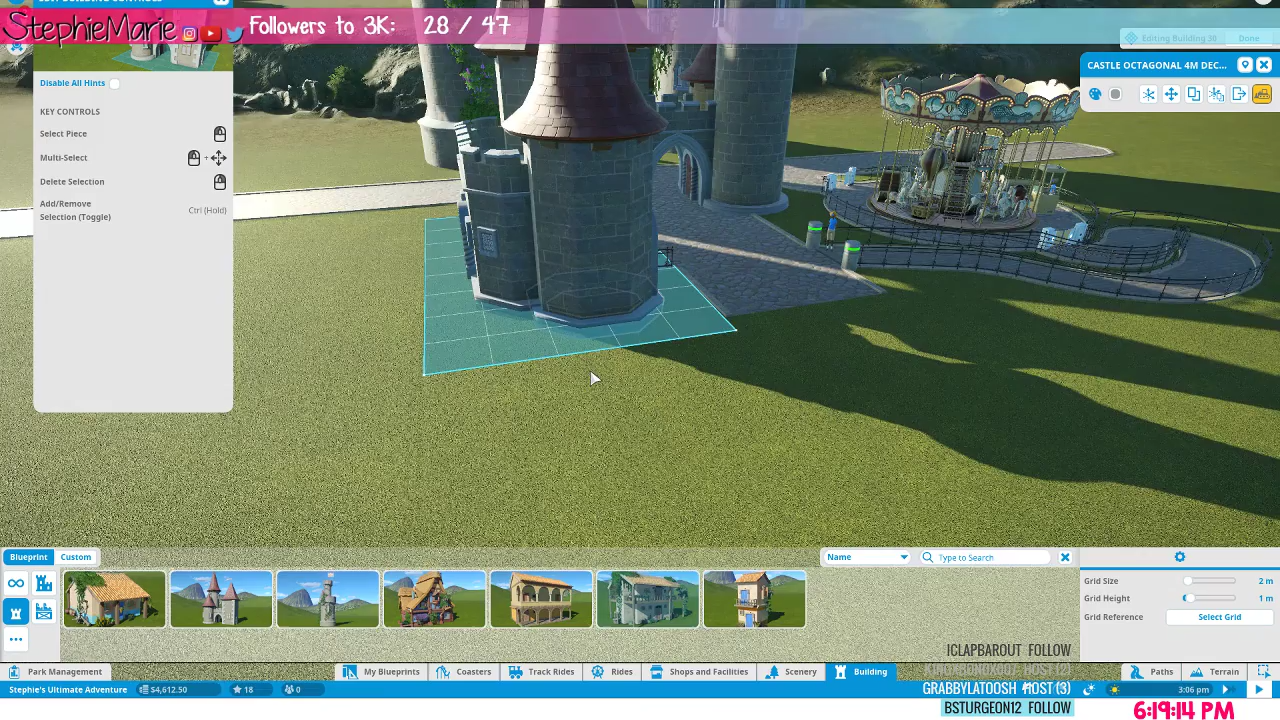 StephieMarie
Followers to 3K: 28 / 47
Editing Building 30 Done
CASTLE OCTAGONAL 4M DEC...
Disable All Hints
KEY CONTROLS
Select Piece
Multi-Select
+
Delete Selection
Add/Remove
Selection (Toggle)
Ctrl (Hold)
Blueprint Custom
Name
Type to Search
Grid Size 2 m
Grid Height 1 m
Grid Reference Select Grid
ICLAPBAROUT FOLLOW
Park Management
My Blueprints
Coasters
Track Rides
Rides
Shops and Facilities
Scenery
Building
Paths
Terrain
Stephie's Ultimate Adventure
$4,612.50
18
0
GRABBYLATOOSH HOST (3)
3:06 pm
BSTURGEON12 FOLLOW
6:19:14 PM